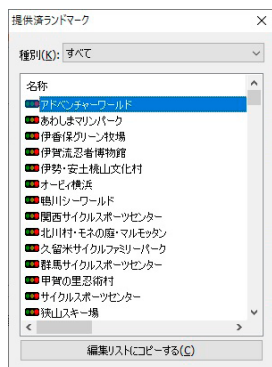 提供済ランドマーク
種別(K): すべて
名称
アドベンチャーワールド
あわしまマリンパーク
伊香保グリーン牧場
伊賀流忍者博物館
伊勢・安土桃山文化村
オービィ横浜
鴨川シーワールド
関西サイクルスポーツセンター
北川村・モネの庭・マルモッタン
久留米サイクルファミリーパーク
群馬サイクルスポーツセンター
甲賀の里忍術村
サイクルスポーツセンター
狭山スキー場
編集リストにコピーする(C)